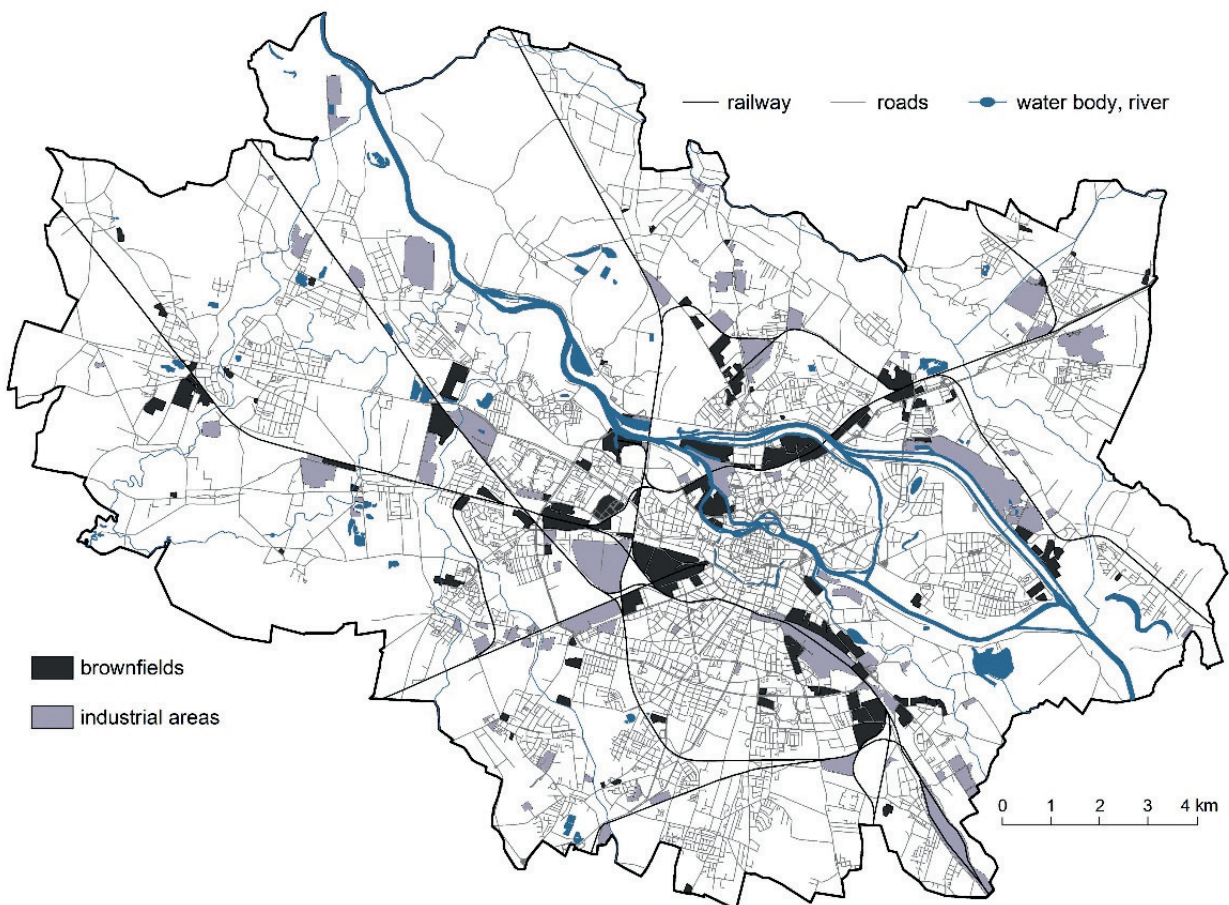 railway roads water body, river
brownfields
industrial areas
0 1 2 3 4 km